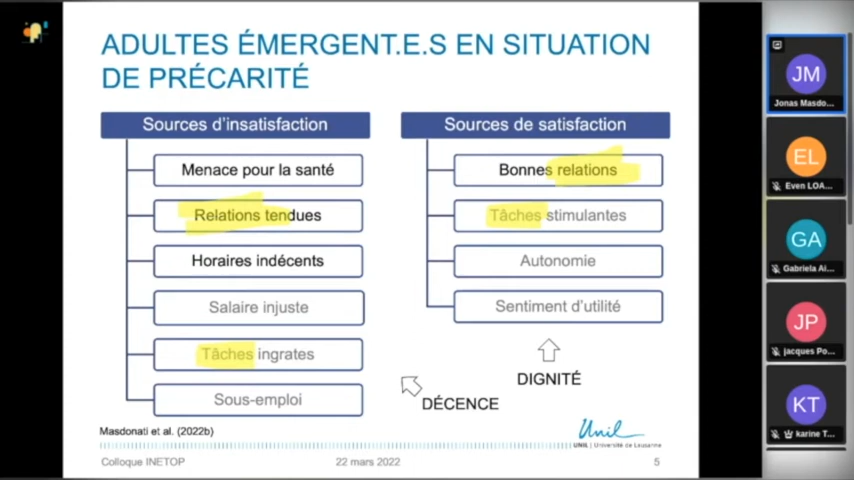 ADULTES ÉMERGENT.E.S EN SITUATION
DE PRÉCARITÉ
Sources d'insatisfaction
Menace pour la santé
Relations tendues
Horaires indécents
Salaire injuste
Tâches ingrates
Sous-emploi
Sources de satisfaction
Bonnes relations
Tâches stimulantes
Autonomie
Sentiment d'utilité
DIGNITÉ
DÉCENCE
Masdonati et al. (2022b)
Unil
UNIL | Université de Lausanne
Colloque INETOP
22 mars 2022
5
JM
Jonas Masdo...
EL
Even LOA...
GA
Gabriela Ai...
JP
jacques Po...
KT
karine T...